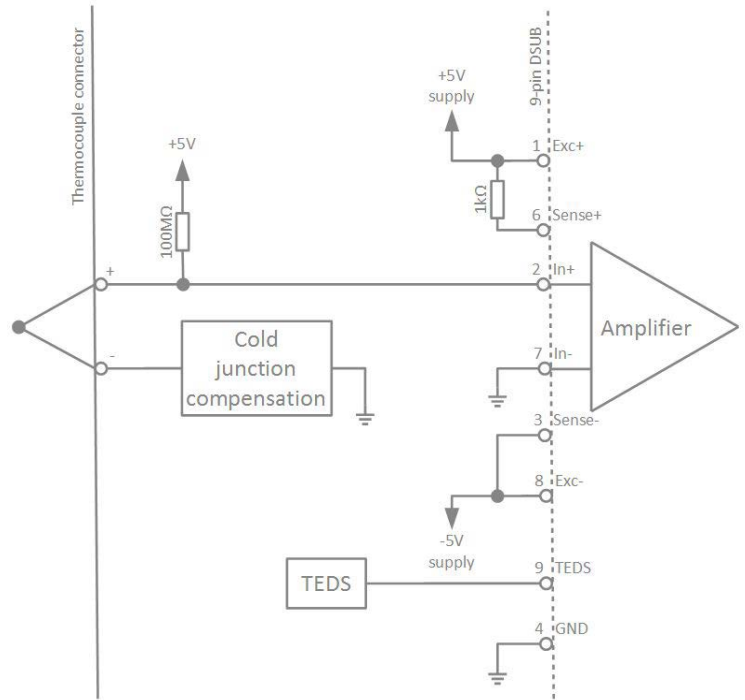 Thermocouple connector
9-pin DSUB
+5V
supply
1 Exc+
+5V
1kΩ
6 Sense+
100MΩ
+
2 In+
Amplifier
Cold
junction
compensation
-
7 In-
3 Sense-
8 Exc-
-5V
supply
TEDS
9 TEDS
4 GND